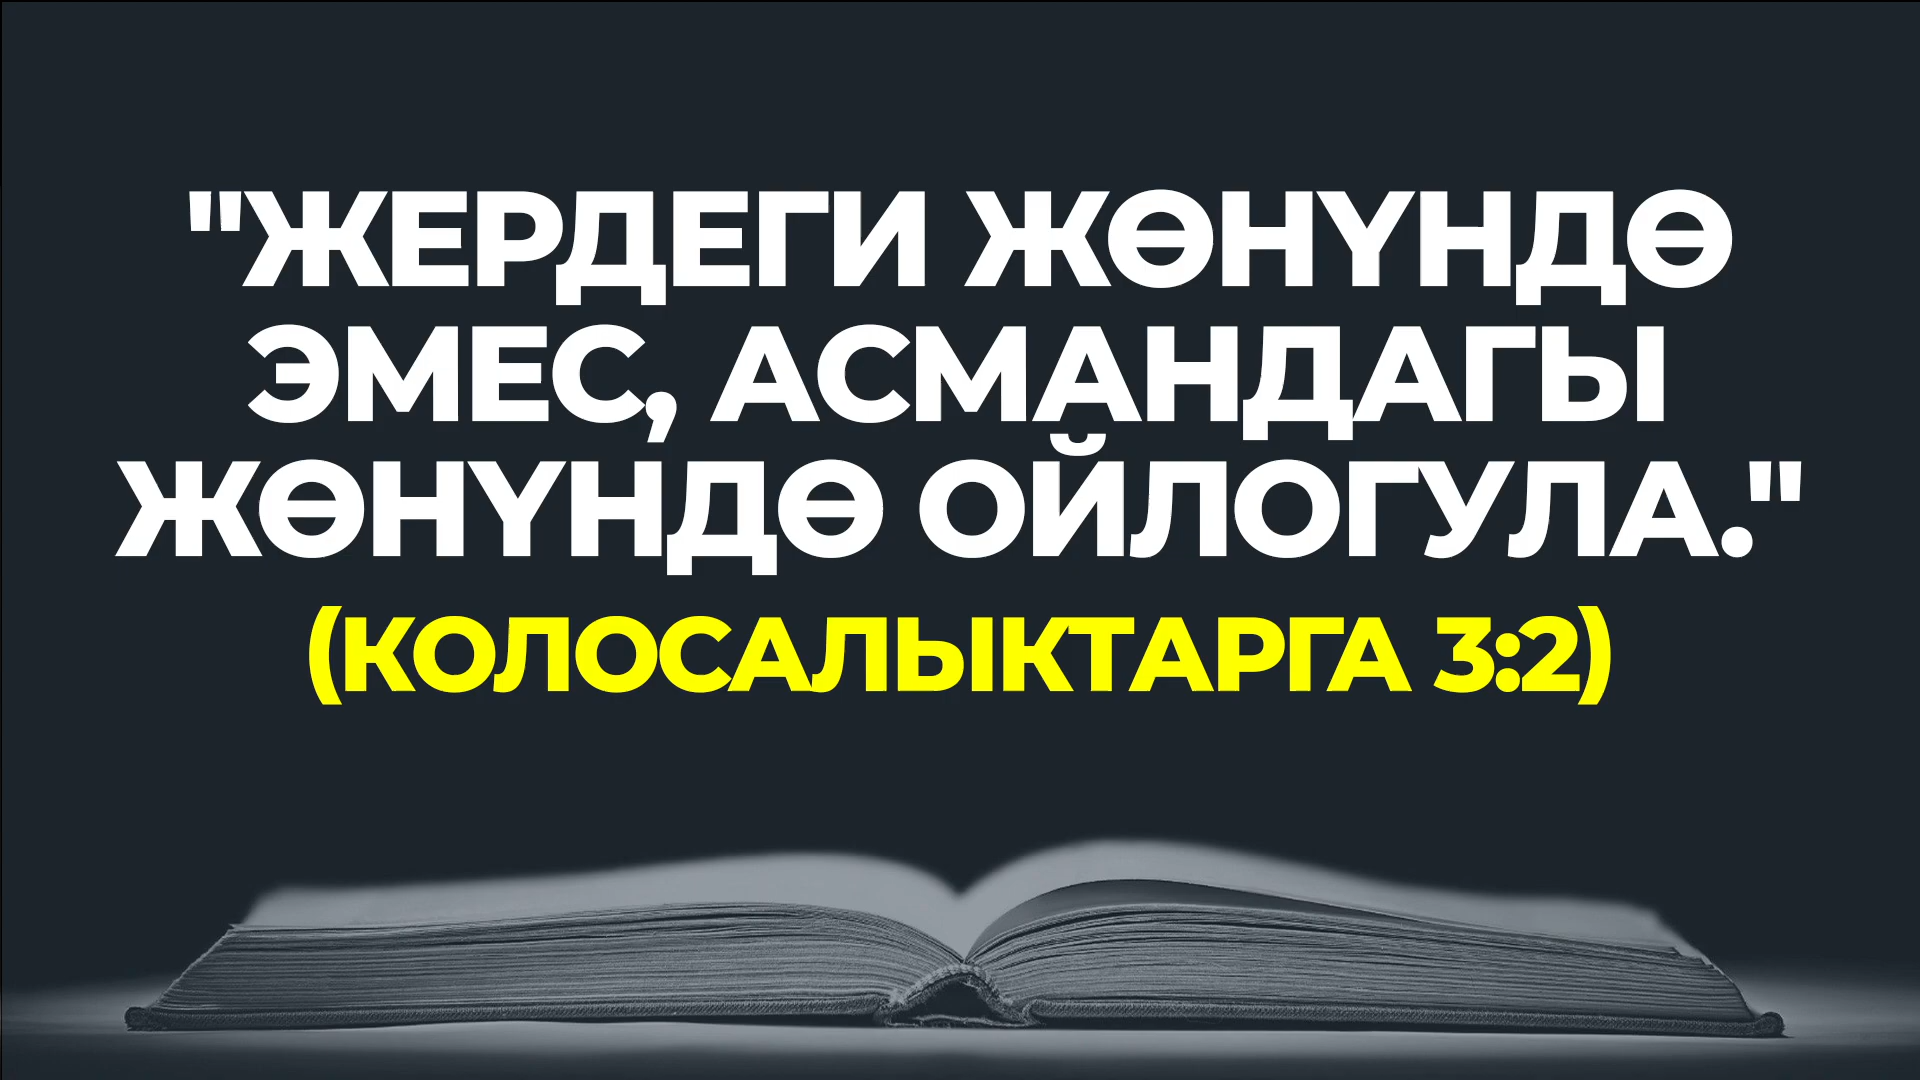 "ЖЕРДЕГИ ЖӨНҮНДӨ
ЭМЕС, АСМАНДАГЫ
ЖӨНҮНДӨ ОЙЛОГУЛА."
(КОЛОСАЛЫКТАРГА 3:2)